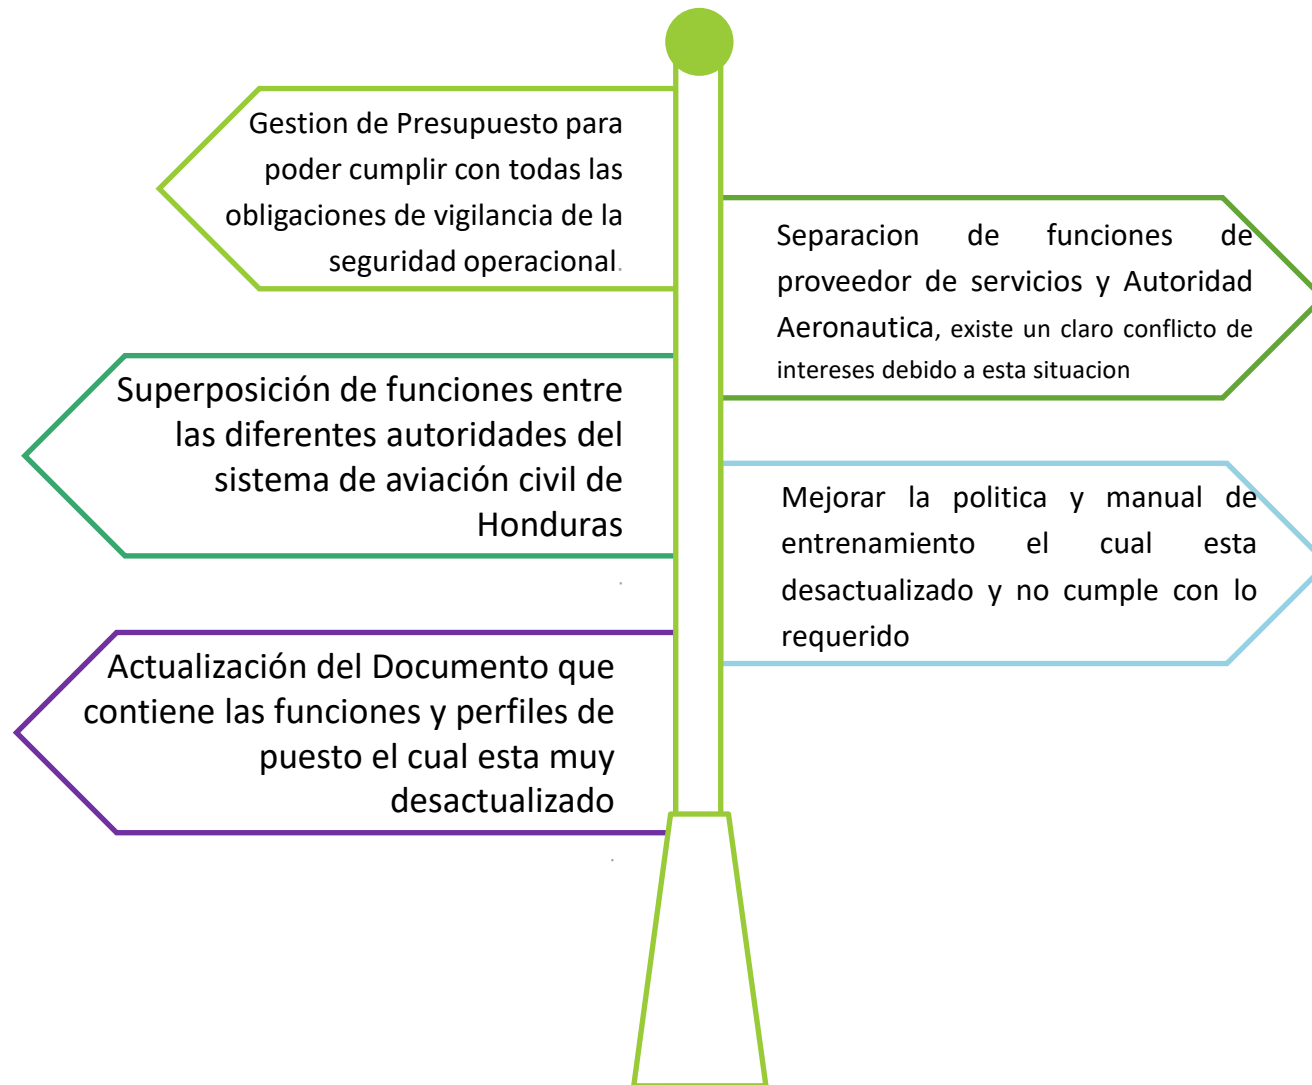 Gestion de Presupuesto para
poder cumplir con todas las
obligaciones de vigilancia de la
seguridad operacional.
Separacion de funciones de
proveedor de servicios y Autoridad
Aeronautica, existe un claro conflicto de
intereses debido a esta situacion
Superposición de funciones entre
las diferentes autoridades del
sistema de aviación civil de
Honduras
.
Mejorar la politica y manual de
entrenamiento el cual esta
desactualizado y no cumple con lo
requerido
Actualización del Documento que
contiene las funciones y perfiles de
puesto el cual esta muy
desactualizado
.